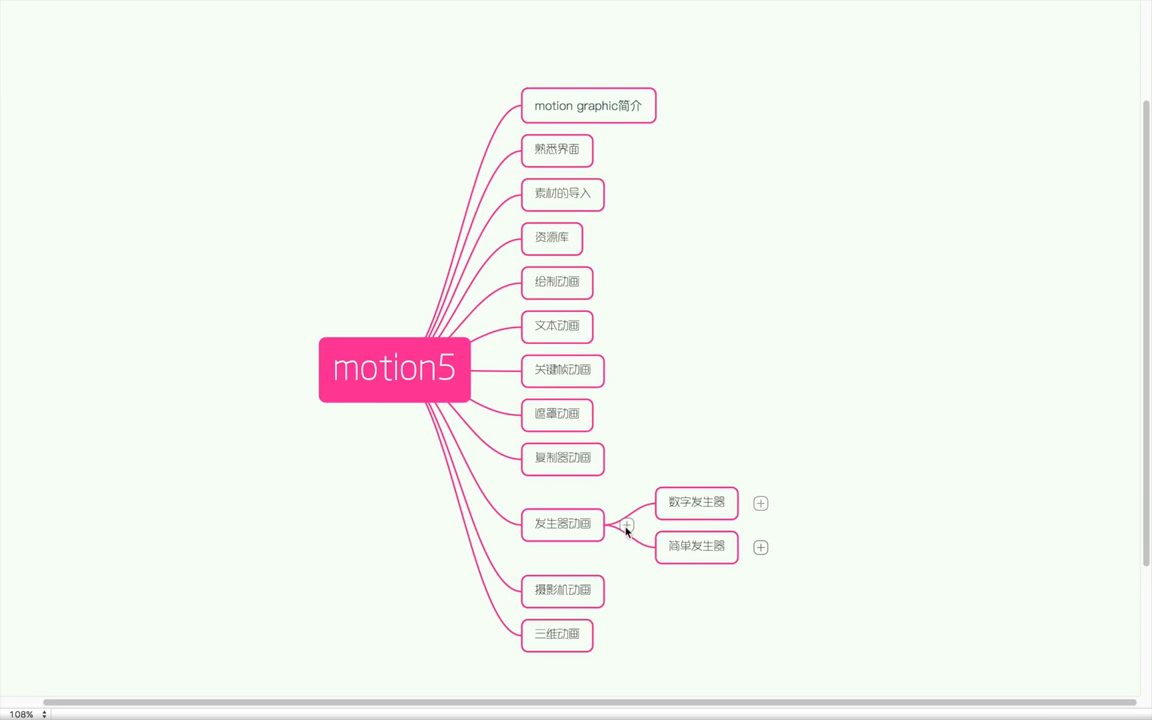 motion graphic简介
熟悉界面
素材的导入
资源库
绘制动画
文本动画
motion5
关键帧动画
遮罩动画
复制器动画
数字发生器
发生器动画
简单发生器
摄影机动画
三维动画
108%